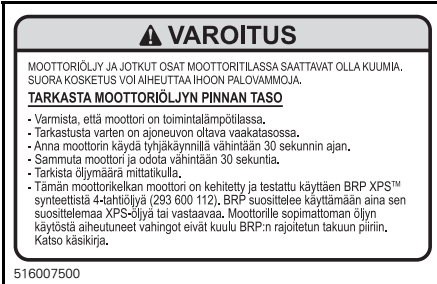 VAROITUS
MOOTTORIÖLJY JA JOTKUT OSAT MOOTTORITILASSA SAATTAVAT OLLA KUUMIA.
SUORA KOSKETUS VOI AIHEUTTAA IHOON PALOVAMMOJA.
TARKASTA MOOTTORIÖLJYN PINNAN TASO
- Varmista, että moottori on toimintalämpötilassa.
- Tarkastusta varten on ajoneuvon oltava vaakatasossa.
- Anna moottorin käydä tyhjäkäynnillä vähintään 30 sekunnin ajan.
- Sammuta moottori ja odota vähintään 30 sekuntia.
- Tarkista öljymäärä mittatikulla.
- Tämän moottorikelkan moottori on kehitetty ja testattu käyttäen BRP XPS™
synteettistä 4-tahtiöljyä (293 600 112). BRP suosittelee käyttämään aina sen
suosittelemaa XPS-öljyä tai vastaavaa. Moottorille sopimattoman öljyn
käytöstä aiheutuneet vahingot eivät kuulu BRP:n rajoitetun takuun piiriin.
Katso käsikirja.
516007500